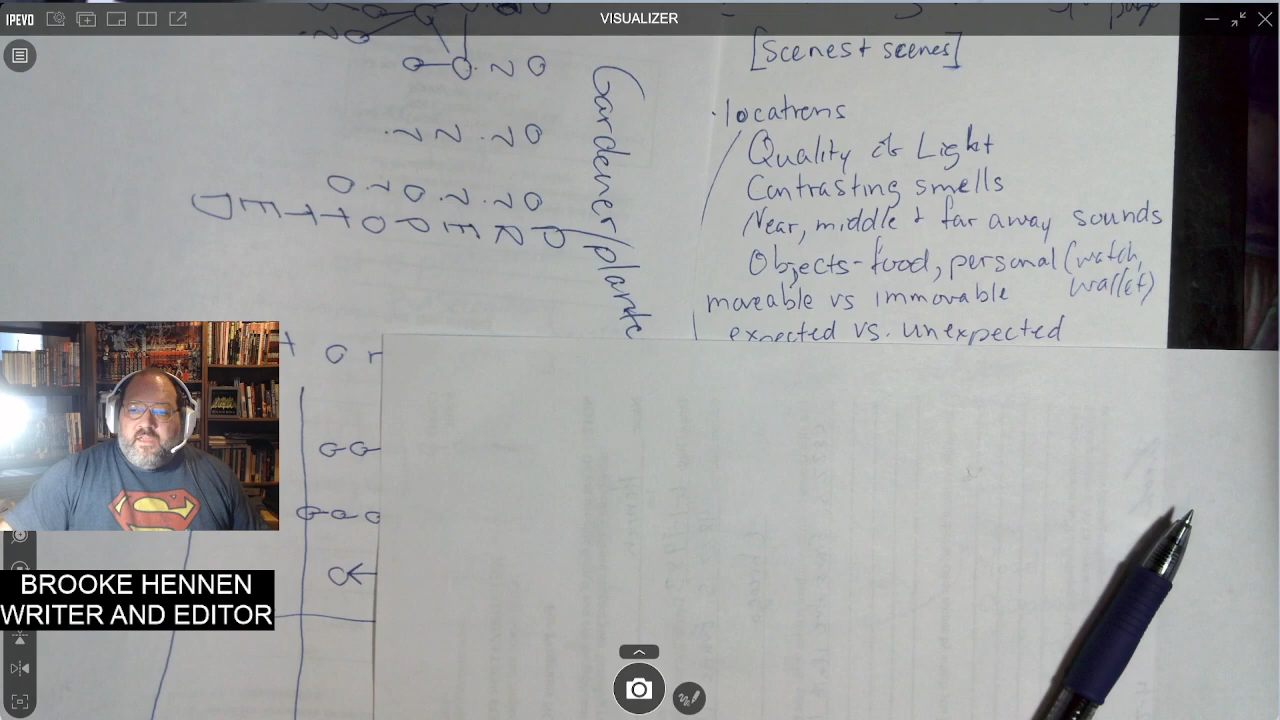 IPEVO
VISUALIZER
[Scenes + scenes]
· locations
Quality of Light
Contrasting smells
Near, middle + far away sounds
Objects - food, personal (watch, wallet)
moveable vs immovable
expected vs. unexpected
Gardener/plante
PREPOTTED
BROOKE HENNEN
WRITER AND EDITOR